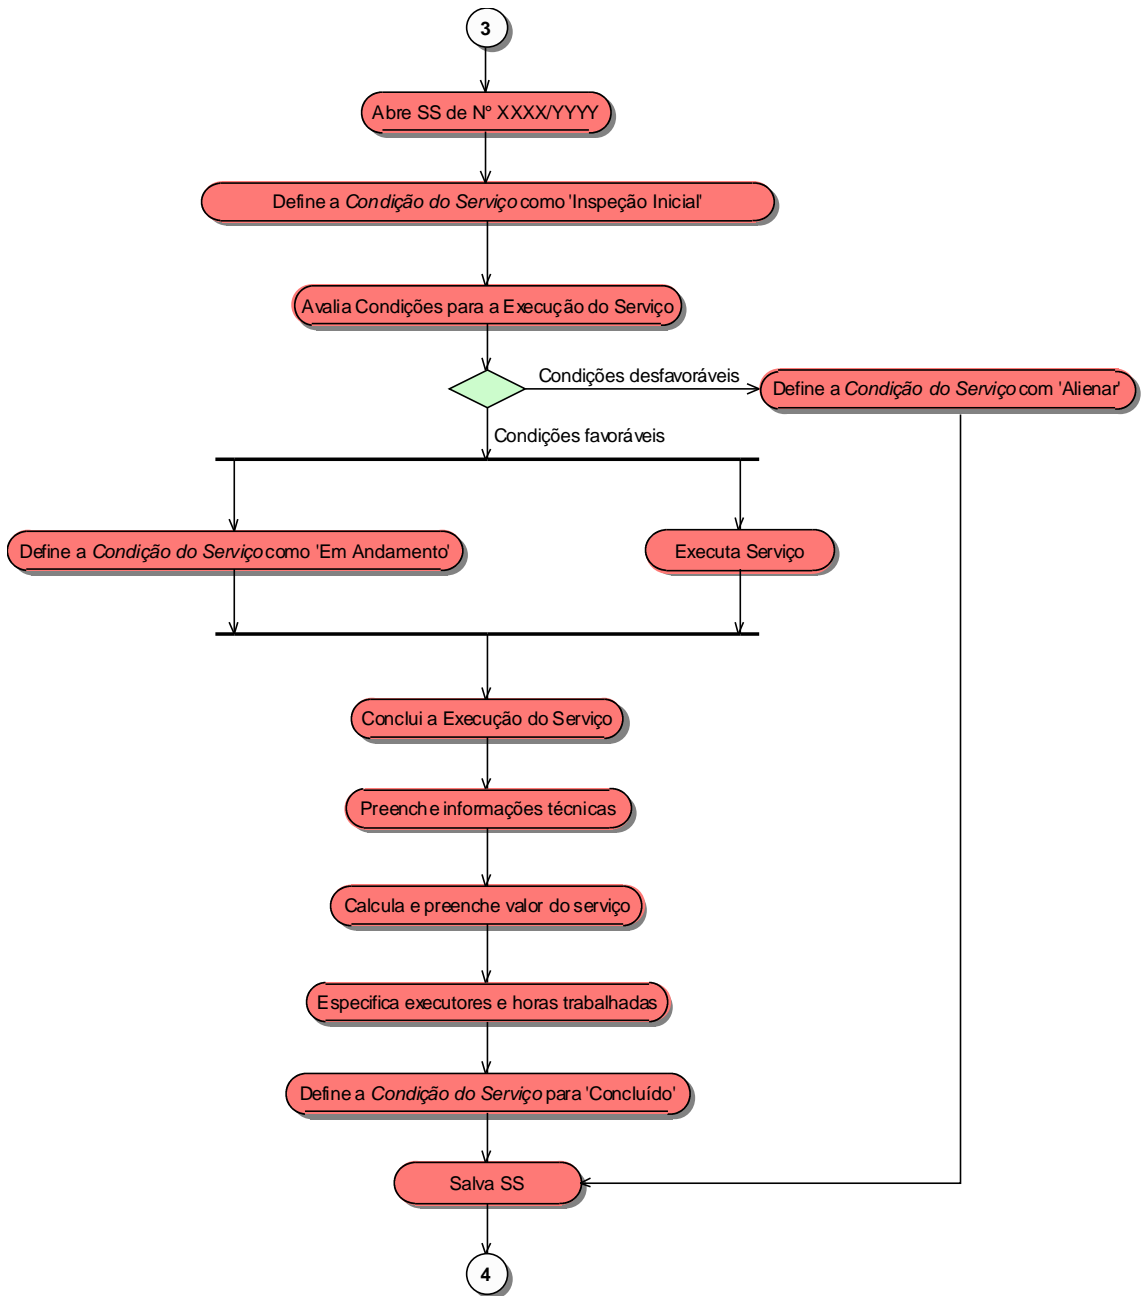 3
Abre SS de N° XXXX/YYYY
Define a Condição do Serviço como 'Inspeção Inicial'
Avalia Condições para a Execução do Serviço
Condições desfavoráveis
Define a Condição do Serviço com 'Alienar'
Condições favoráveis
Define a Condição do Serviço como 'Em Andamento'
Executa Serviço
Conclui a Execução do Serviço
Preenche informações técnicas
Calcula e preenche valor do serviço
Especifica executores e horas trabalhadas
Define a Condição do Serviço para 'Concluído'
Salva SS
4